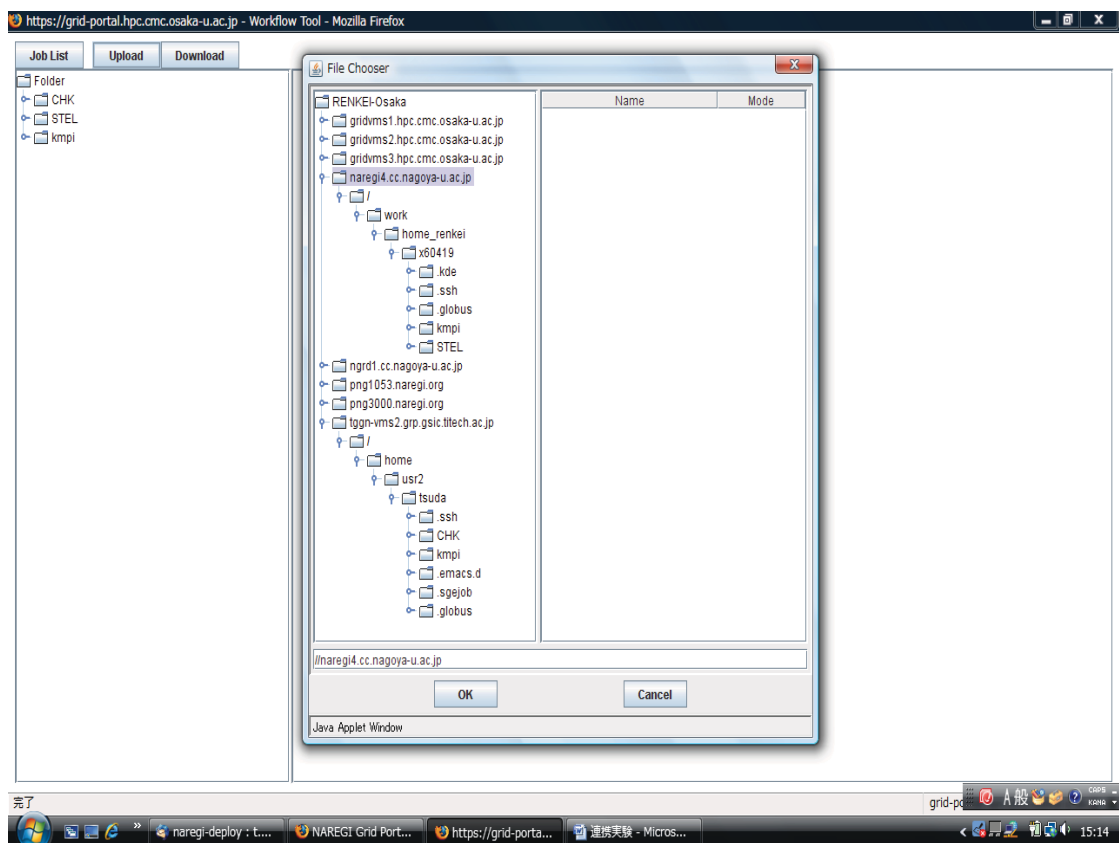 https://grid-portal.hpc.cmc.osaka-u.ac.jp - Workflow Tool - Mozilla Firefox
Job List Upload Download
Folder
CHK
STEL
kmpi
File Chooser
RENKEI-Osaka
gridvms1.hpc.cmc.osaka-u.ac.jp
gridvms2.hpc.cmc.osaka-u.ac.jp
gridvms3.hpc.cmc.osaka-u.ac.jp
naregi4.cc.nagoya-u.ac.jp
/
work
home_renkei
x60419
.kde
.ssh
.globus
kmpi
STEL
ngrd1.cc.nagoya-u.ac.jp
png1053.naregi.org
png3000.naregi.org
tggn-vms2.grp.gsic.titech.ac.jp
/
home
usr2
tsuda
.ssh
CHK
kmpi
.emacs.d
.sgejob
.globus
Name Mode
//naregi4.cc.nagoya-u.ac.jp
OK Cancel
Java Applet Window
完了
grid-po
A 般 CAPS KANA
naregi-deploy : t.... NAREGI Grid Port... https://grid-porta... 連携実験 - Micros... 15:14